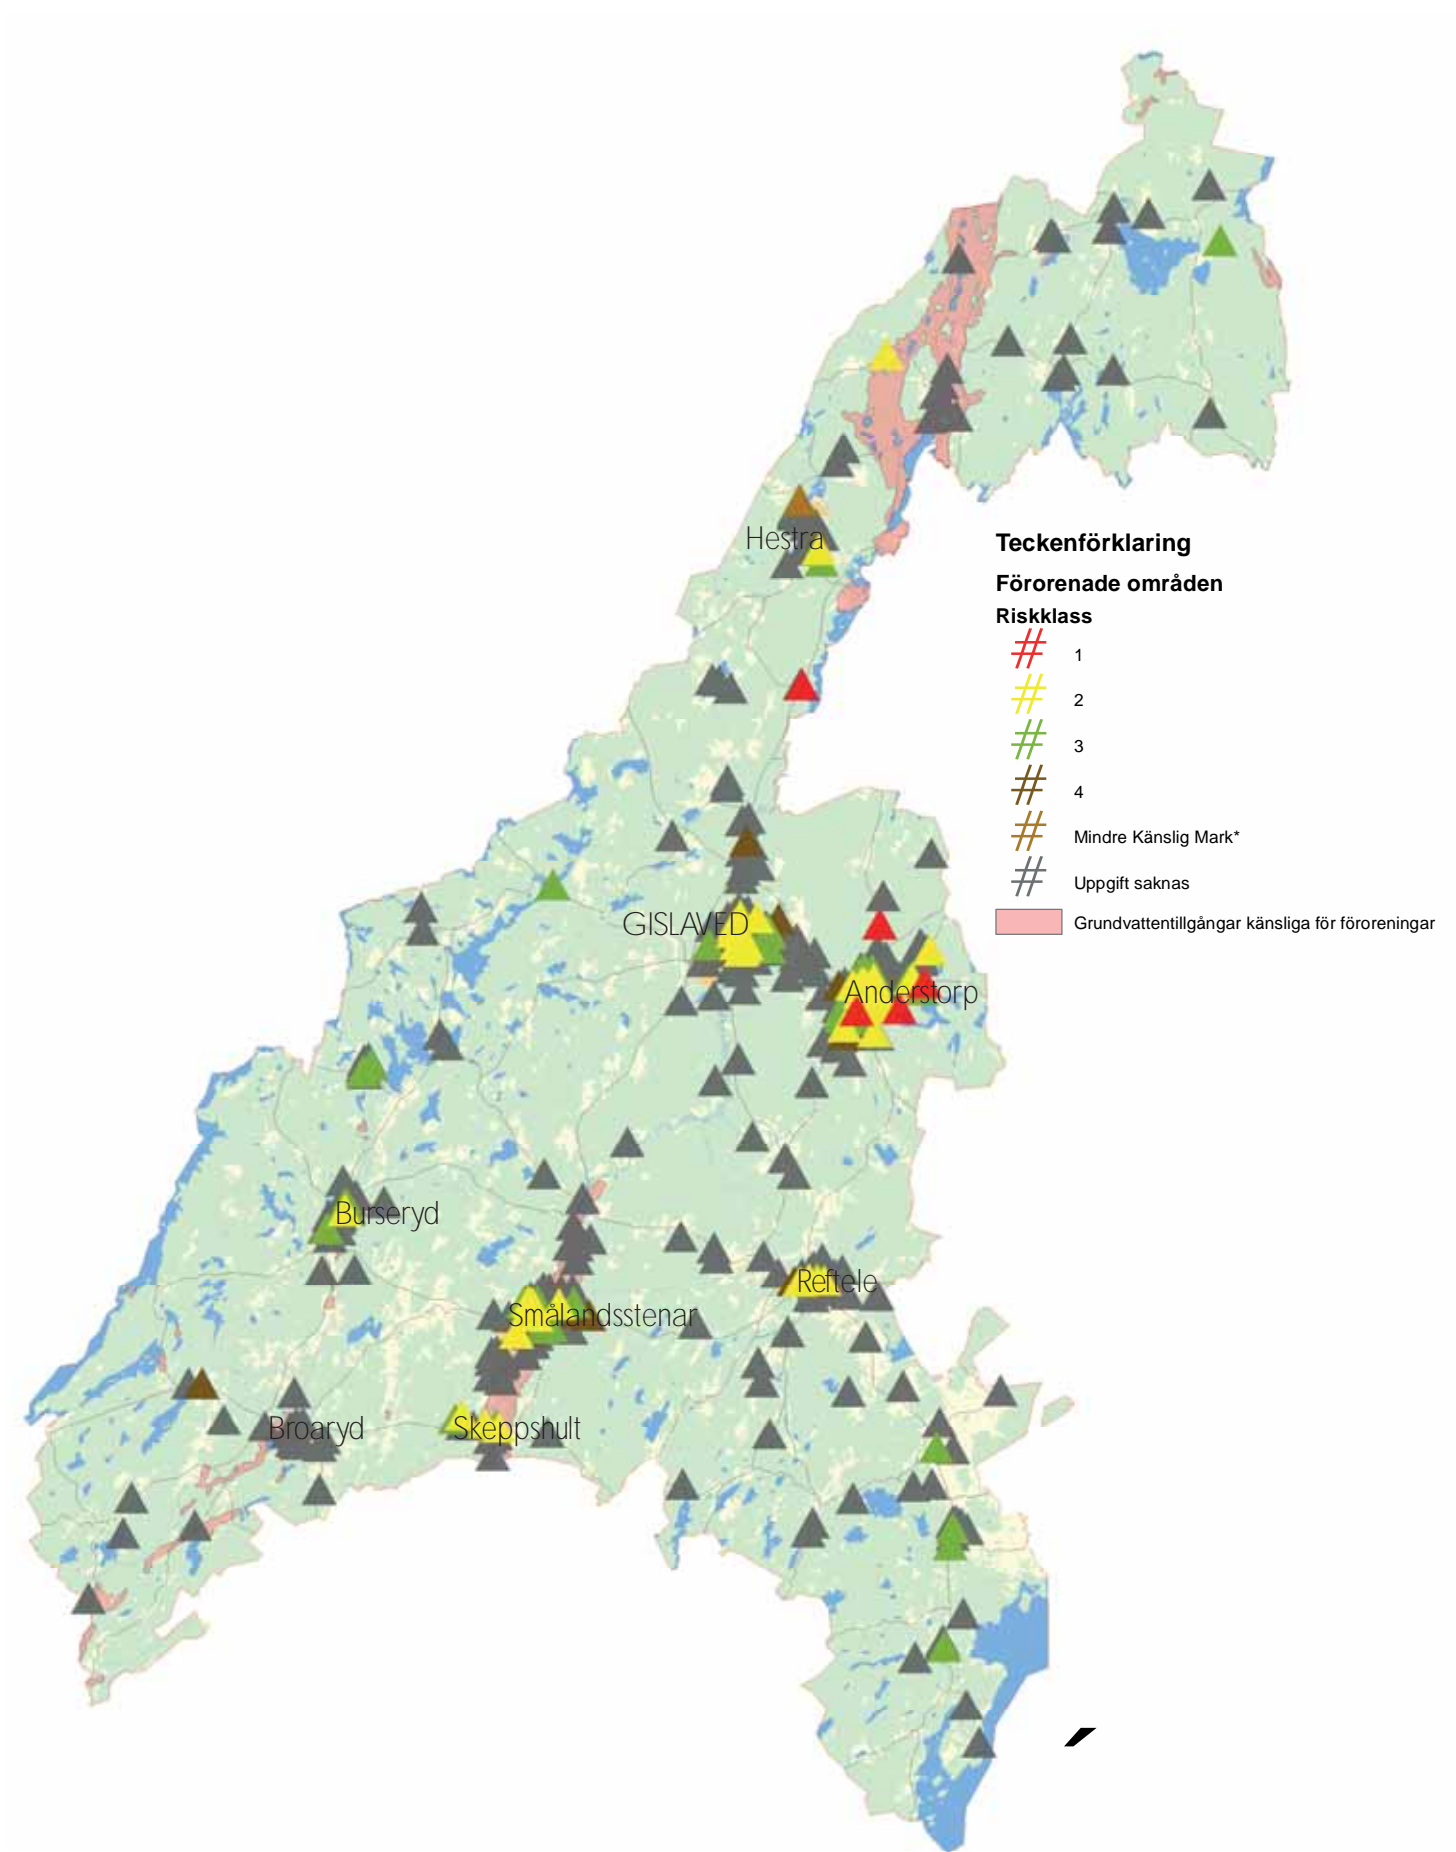 Hestra
Teckenförklaring
Förorenade områden
Riskklass
1
2
3
4
Mindre Känslig Mark*
Uppgift saknas
Grundvattentillgångar känsliga för föroreningar
GISLAVED
Anderstorp
Burseryd
Reftele
Smålandsstenar
Broaryd
Skeppshult